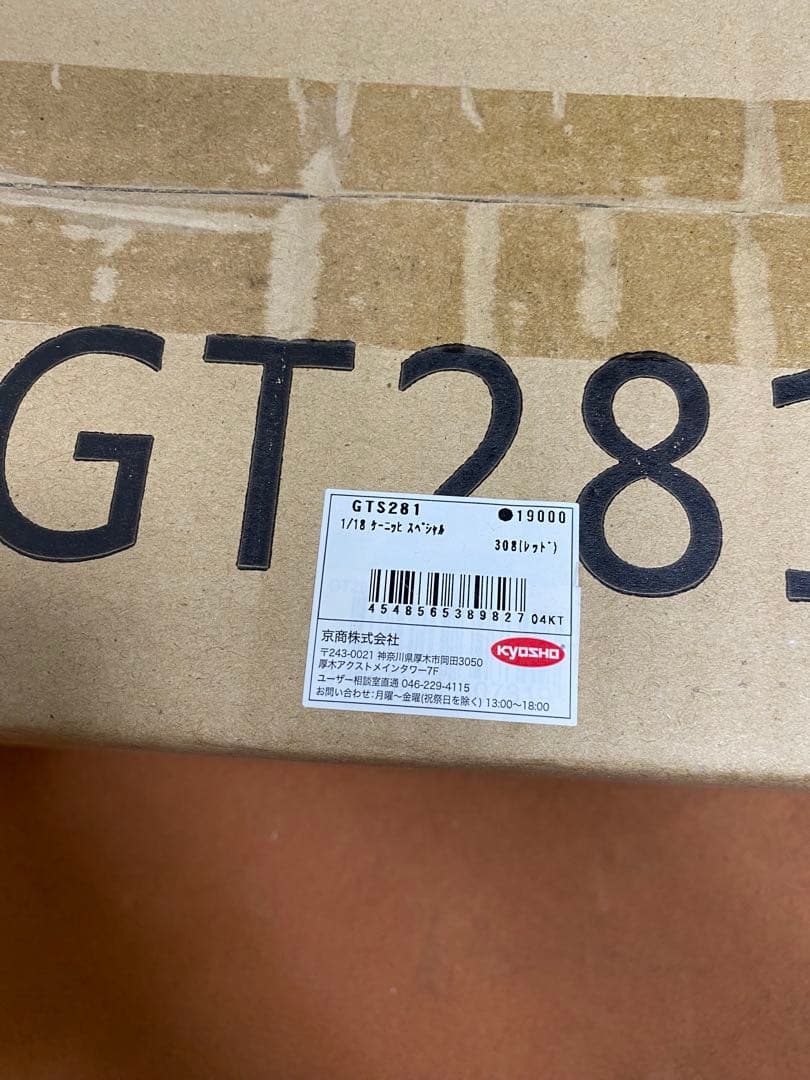 GT281
GTS281 ●19000
1/18 ｹｰﾆｯﾋ ｽﾍﾟｼｬﾙ
308(ﾚｯﾄﾞ)
4548565389827 04KT
京商株式会社
KYOSHO
〒243-0021 神奈川県厚木市岡田3050
厚木アクストメインタワー7F
ユーザー相談室直通 046-229-4115
お問い合わせ：月曜～金曜(祝祭日を除く) 13:00～18:00